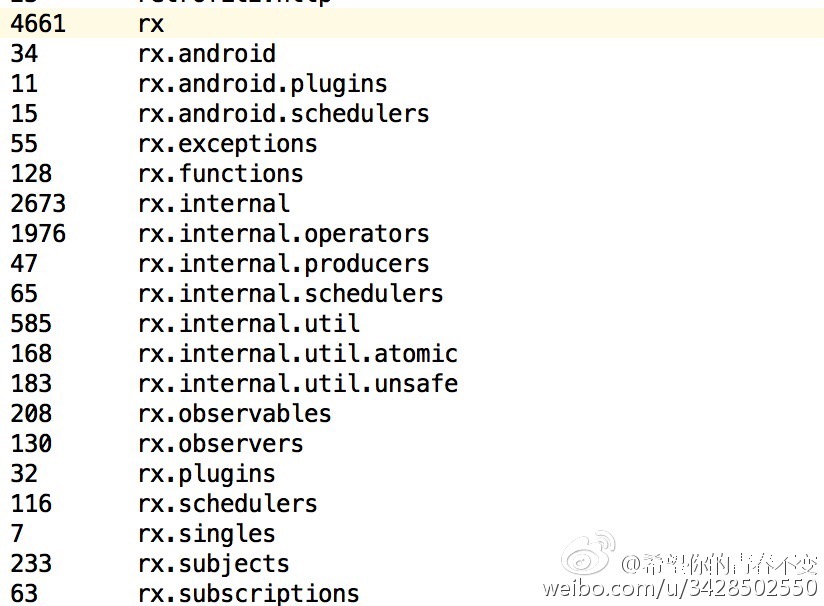 4661 rx
34 rx.android
11 rx.android.plugins
15 rx.android.schedulers
55 rx.exceptions
128 rx.functions
2673 rx.internal
1976 rx.internal.operators
47 rx.internal.producers
65 rx.internal.schedulers
585 rx.internal.util
168 rx.internal.util.atomic
183 rx.internal.util.unsafe
208 rx.observables
130 rx.observers
32 rx.plugins
116 rx.schedulers
7 rx.singles
233 rx.subjects
63 rx.subscriptions
@希望你的青春不变
weibo.com/u/3428502550